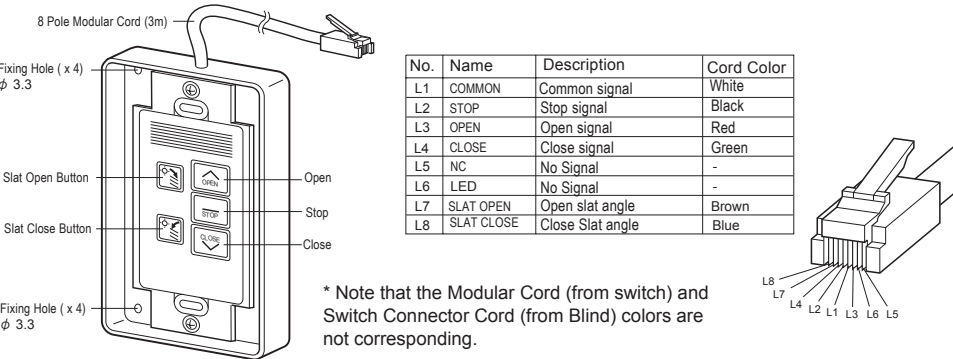 8 Pole Modular Cord (3m)
Fixing Hole ( x 4)
ϕ 3.3
Slat Open Button
Slat Close Button
Fixing Hole ( x 4)
ϕ 3.3
OPEN
STOP
CLOSE
Open
Stop
Close
No. Name Description Cord Color
L1 COMMON Common signal White
L2 STOP Stop signal Black
L3 OPEN Open signal Red
L4 CLOSE Close signal Green
L5 NC No Signal -
L6 LED No Signal -
L7 SLAT OPEN Open slat angle Brown
L8 SLAT CLOSE Close Slat angle Blue
* Note that the Modular Cord (from switch) and
Switch Connector Cord (from Blind) colors are
not corresponding.
L8 L7 L4 L2 L1 L3 L6 L5